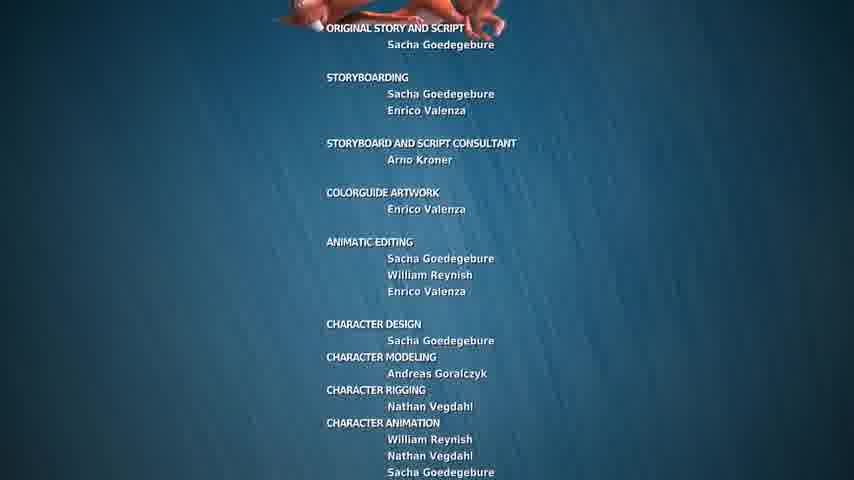 ORIGINAL STORY AND SCRIPT
Sacha Goedegebure
STORYBOARDING
Sacha Goedegebure
Enrico Valenza
STORYBOARD AND SCRIPT CONSULTANT
Arno Kroner
COLORGUIDE ARTWORK
Enrico Valenza
ANIMATIC EDITING
Sacha Goedegebure
William Reynish
Enrico Valenza
CHARACTER DESIGN
Sacha Goedegebure
CHARACTER MODELING
Andreas Goralczyk
CHARACTER RIGGING
Nathan Vegdahl
CHARACTER ANIMATION
William Reynish
Nathan Vegdahl
Sacha Goedegebure